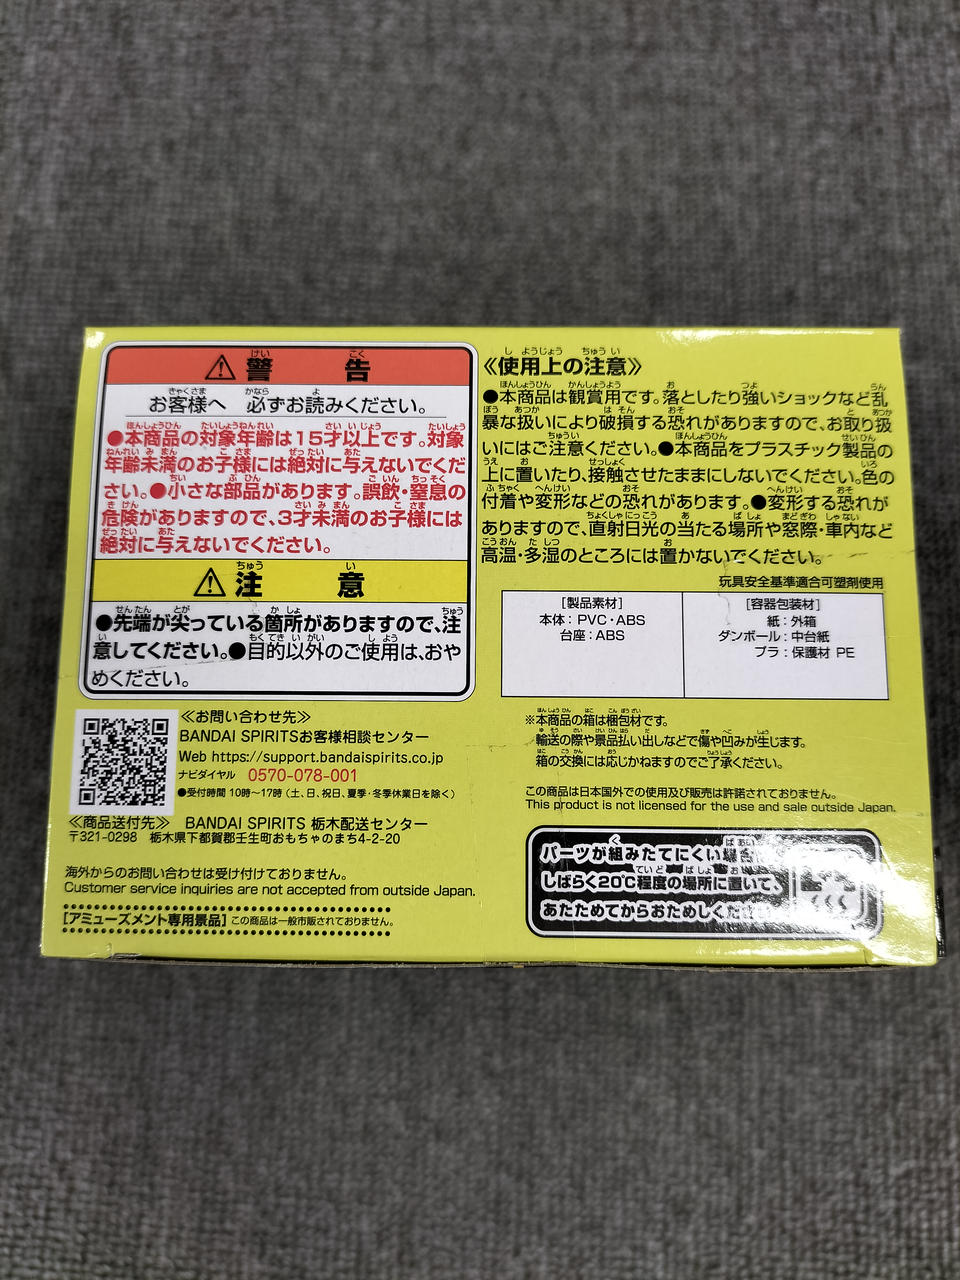 警告
お客様へ 必ずお読みください。
●本商品の対象年齢は15才以上です。対象
年齢未満のお子様には絶対に与えないでくだ
さい。●小さな部品があります。誤飲・窒息の
危険がありますので、3才未満のお子様には
絶対に与えないでください。
注意
●先端が尖っている箇所がありますので、注
意してください。●目的以外のご使用は、おや
めください。
≪お問い合わせ先≫
BANDAI SPIRITSお客様相談センター
Web https://support.bandaispirits.co.jp
ナビダイヤル 0570-078-001
●受付時間 10時〜17時（土、日、祝日、夏季・冬季休業日を除く）
≪商品送付先≫ BANDAI SPIRITS 栃木配送センター
〒321-0298 栃木県下都賀郡壬生町おもちゃのまち4-2-20
海外からのお問い合わせは受け付けておりません。
Customer service inquiries are not accepted from outside Japan.
【アミューズメント専用景品】この商品は一般市販されておりません。
≪使用上の注意≫
●本商品は観賞用です。落としたり強いショックなど乱
暴な扱いにより破損する恐れがありますので、お取り扱
いにはご注意ください。●本商品をプラスチック製品の
上に置いたり、接触させたままにしないでください。色の
付着や変形などの恐れがあります。●変形する恐れが
ありますので、直射日光の当たる場所や窓際・車内など
高温・多湿のところには置かないでください。
玩具安全基準適合可塑剤使用
[製品素材]
本体：PVC・ABS
台座：ABS
[容器包装材]
紙：外箱
ダンボール：中台紙
プラ：保護材 PE
※本商品の箱は梱包材です。
輸送の際や景品払い出しなどで傷や凹みが生じます。
箱の交換には応じかねますのでご了承ください。
この商品は日本国外での使用及び販売は許諾されておりません。
This product is not licensed for the use and sale outside Japan.
パーツが組みたてにくい場合
しばらく20℃程度の場所に置いて、
あたためてからおためしください